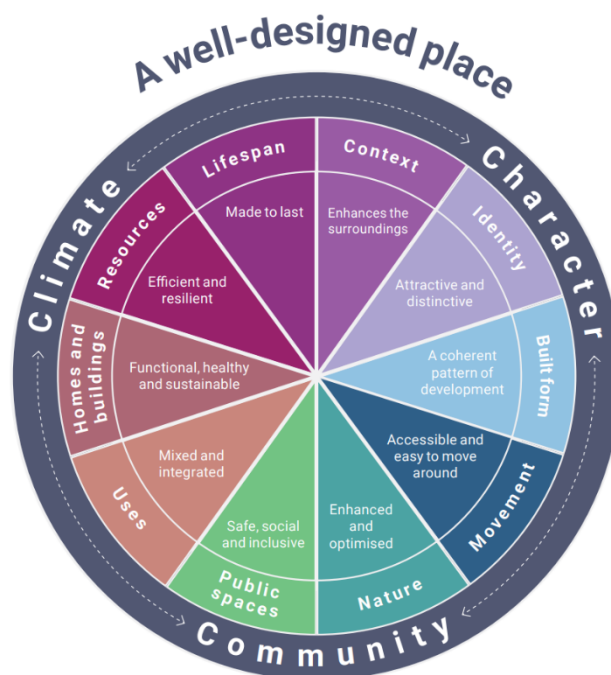 A well-designed place
Climate
Character
Community
Context
Enhances the
surroundings
Identity
Attractive and
distinctive
Built form
A coherent
pattern of
development
Movement
Accessible and
easy to move
around
Nature
Enhanced
and
optimised
Public
spaces
Safe, social
and inclusive
Uses
Mixed and
integrated
Homes and
buildings
Functional, healthy
and sustainable
Resources
Efficient and
resilient
Lifespan
Made to last